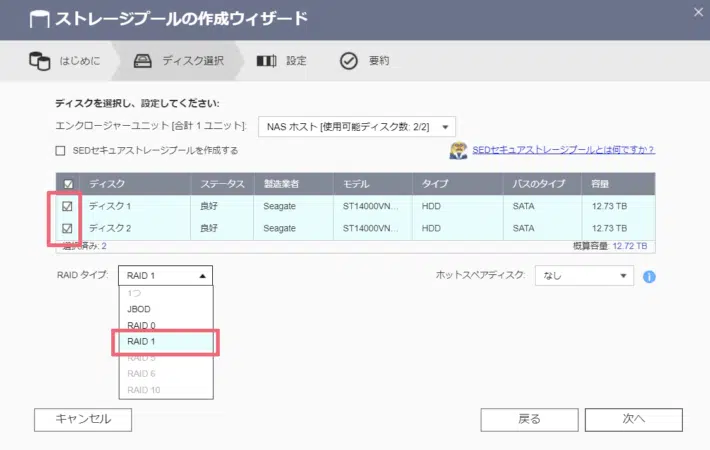 ストレージプールの作成ウィザード
はじめに ディスク選択 設定 要約
ディスクを選択し、設定してください:
エンクロージャーユニット [合計 1 ユニット]: NAS ホスト [使用可能ディスク数: 2/2]
SEDセキュアストレージプールを作成する SEDセキュアストレージプールとは何ですか?
ディスク ステータス 製造業者 モデル タイプ バスのタイプ 容量
ディスク 1 良好 Seagate ST14000VN... HDD SATA 12.73 TB
ディスク 2 良好 Seagate ST14000VN... HDD SATA 12.73 TB
選択済み: 2 概算容量: 12.72 TB
RAID タイプ: RAID 1 ホットスペアディスク: なし
1つ
JBOD
RAID 0
RAID 1
RAID 5
RAID 6
RAID 10
キャンセル 戻る 次へ